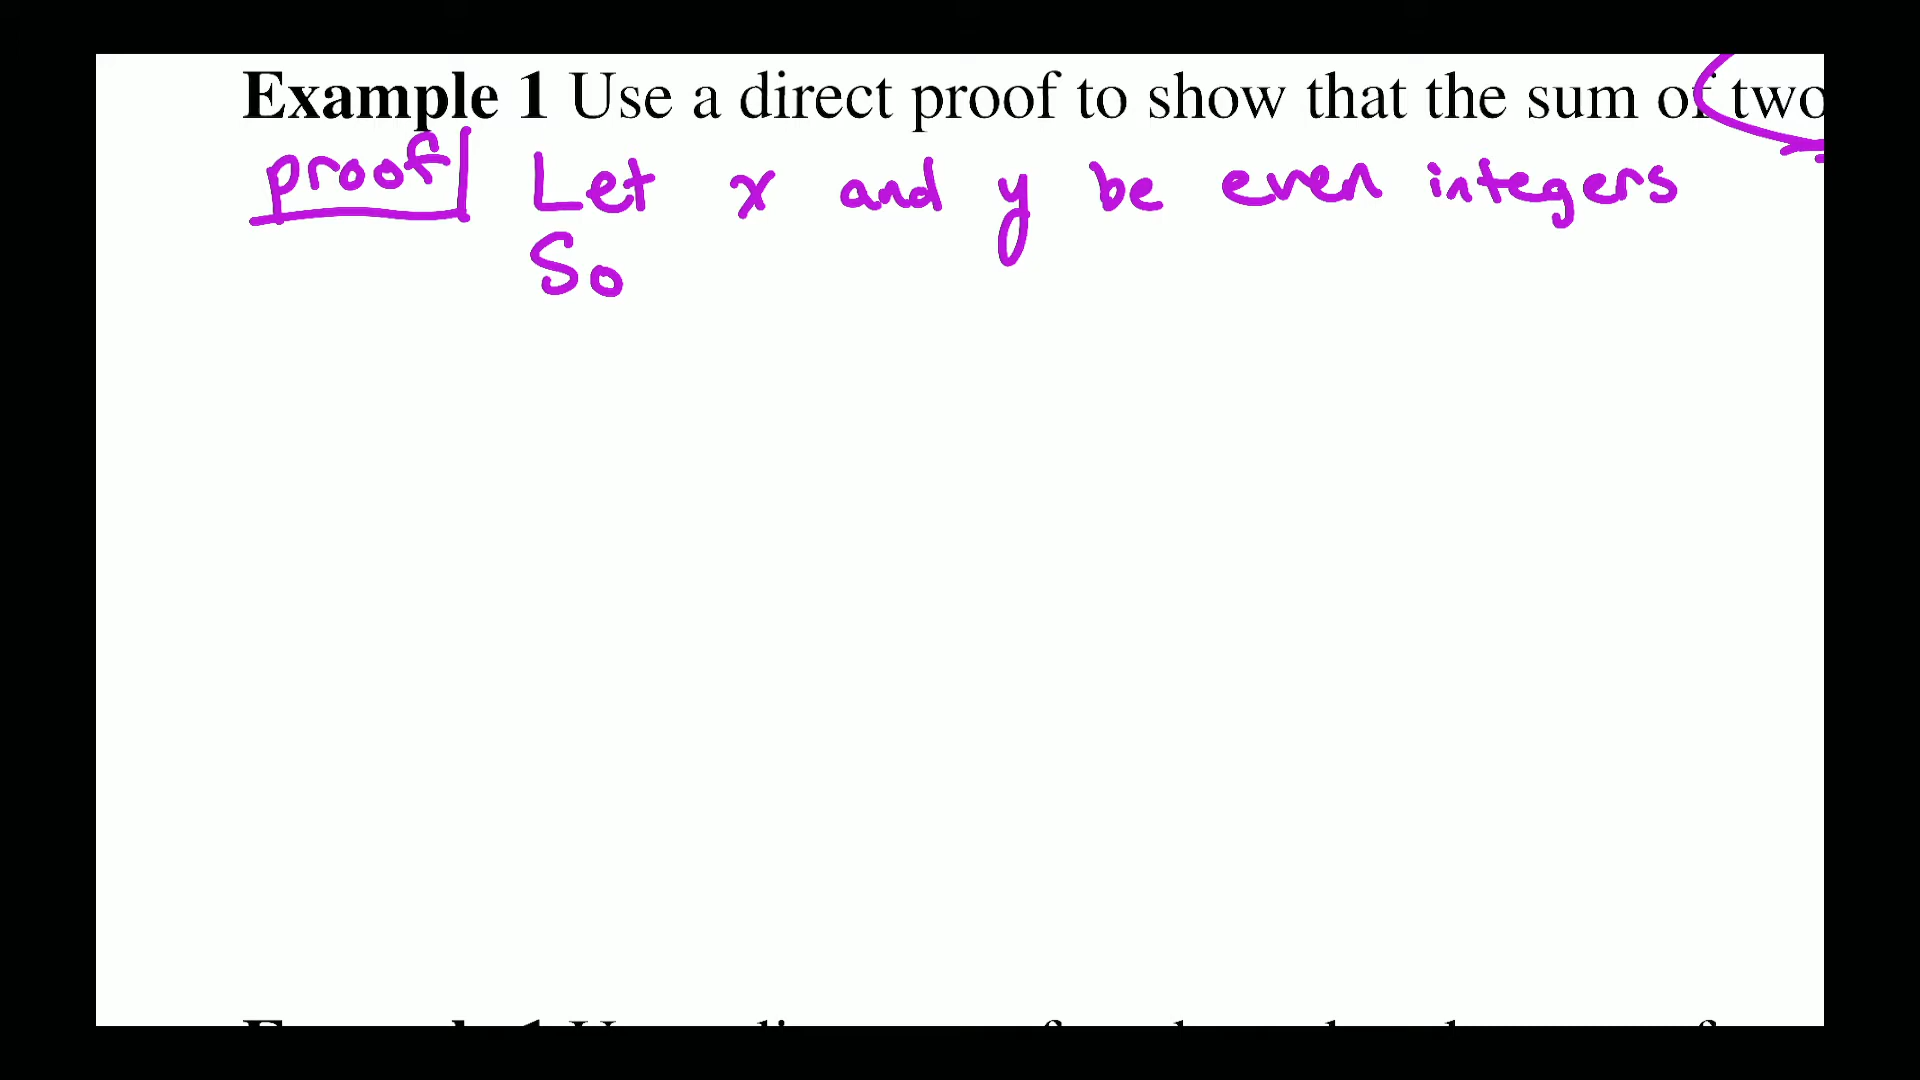 Example 1 Use a direct proof to show that the sum of two
proof Let x and y be even integers
So